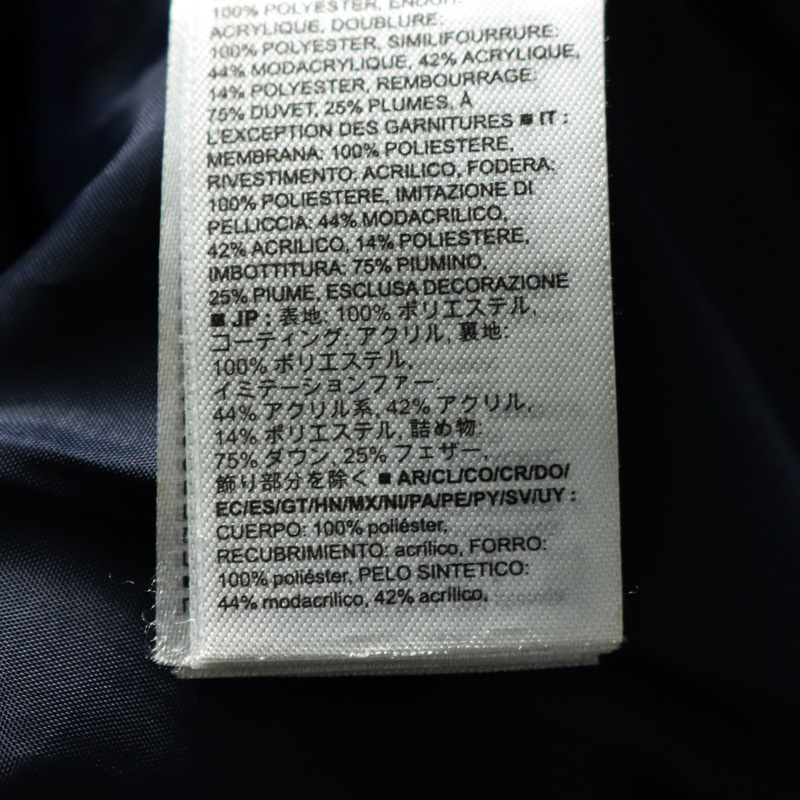 100% POLYESTER,
ACRYLIQUE, DOUBLURE:
100% POLYESTER, SIMILIFOURRURE:
44% MODACRYLIQUE, 42% ACRYLIQUE,
14% POLYESTER, REMBOURRAGE:
75% DUVET, 25% PLUMES, À
L'EXCEPTION DES GARNITURES ■ IT :
MEMBRANA: 100% POLIESTERE,
RIVESTIMENTO: ACRILICO, FODERA:
100% POLIESTERE, IMITAZIONE DI
PELLICCIA: 44% MODACRILICO,
42% ACRILICO, 14% POLIESTERE,
IMBOTTITURA: 75% PIUMINO,
25% PIUME, ESCLUSA DECORAZIONE
■ JP : 表地: 100% ポリエステル,
コーティング: アクリル, 裏地:
100% ポリエステル,
イミテーションファー:
44% アクリル系, 42% アクリル,
14% ポリエステル, 詰め物:
75% ダウン, 25% フェザー,
飾り部分を除く ■ AR/CL/CO/CR/DO/
EC/ES/GT/HN/MX/NI/PA/PE/PY/SV/UY :
CUERPO: 100% poliéster,
RECUBRIMIENTO: acrílico, FORRO:
100% poliéster, PELO SINTETICO:
44% modacrílico, 42% acrílico,